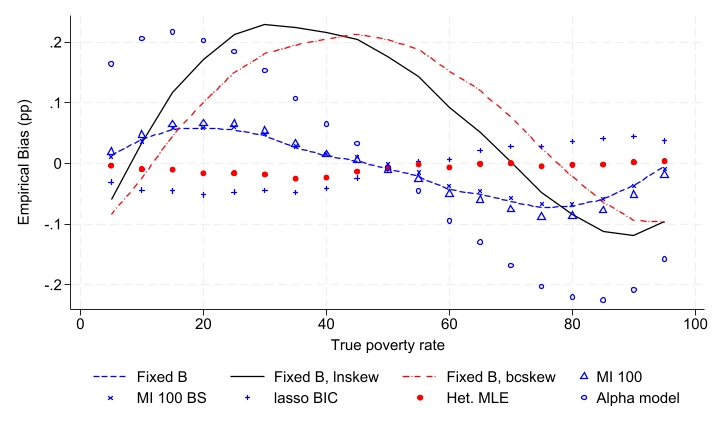 .2
.1
0
-.1
-.2
Empirical Bias (pp)
0 20 40 60 80 100
True poverty rate
Fixed B Fixed B, lnskew Fixed B, bcskew MI 100
MI 100 BS lasso BIC Het. MLE Alpha model